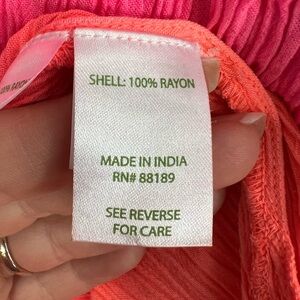 SHELL: 100% RAYON
MADE IN INDIA
RN# 88189
SEE REVERSE
FOR CARE